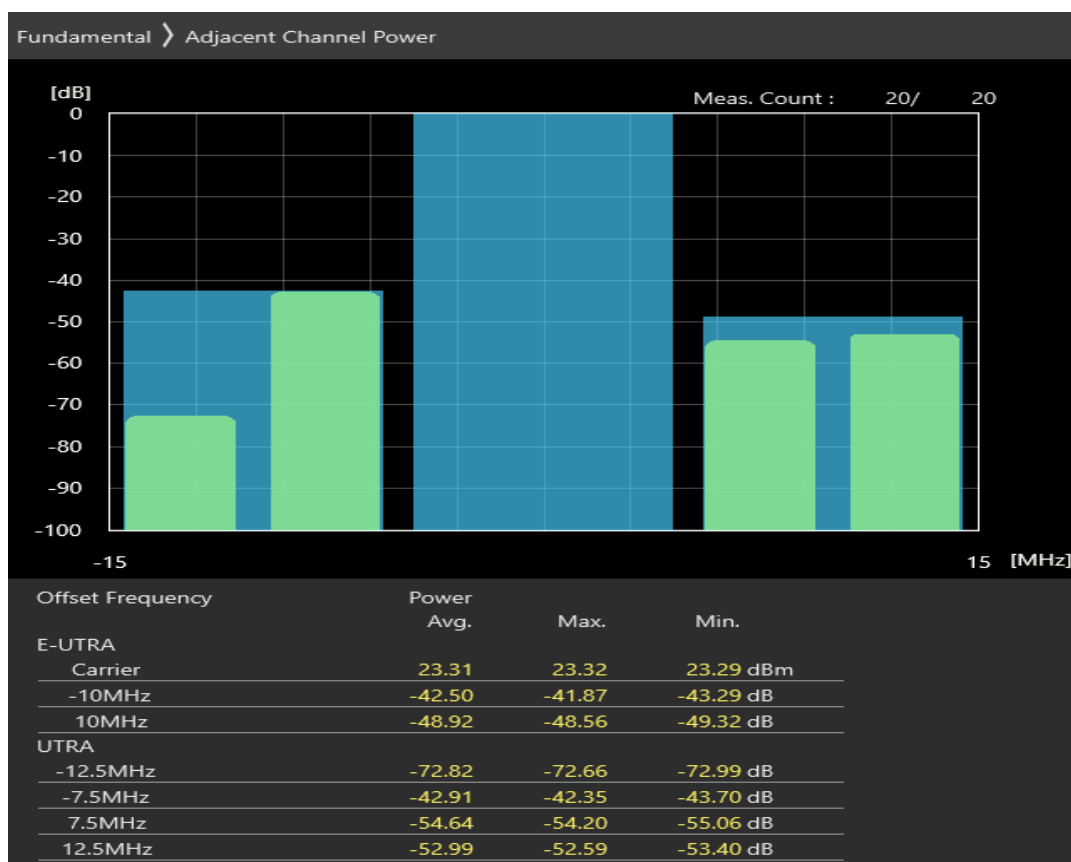 Fundamental ❯ Adjacent Channel Power
[dB]
Meas. Count : 20/ 20
0
-10
-20
-30
-40
-50
-60
-70
-80
-90
-100
-15 15 [MHz]
Offset Frequency Power
Avg. Max. Min.
E-UTRA
Carrier 23.31 23.32 23.29 dBm
-10MHz -42.50 -41.87 -43.29 dB
10MHz -48.92 -48.56 -49.32 dB
UTRA
-12.5MHz -72.82 -72.66 -72.99 dB
-7.5MHz -42.91 -42.35 -43.70 dB
7.5MHz -54.64 -54.20 -55.06 dB
12.5MHz -52.99 -52.59 -53.40 dB